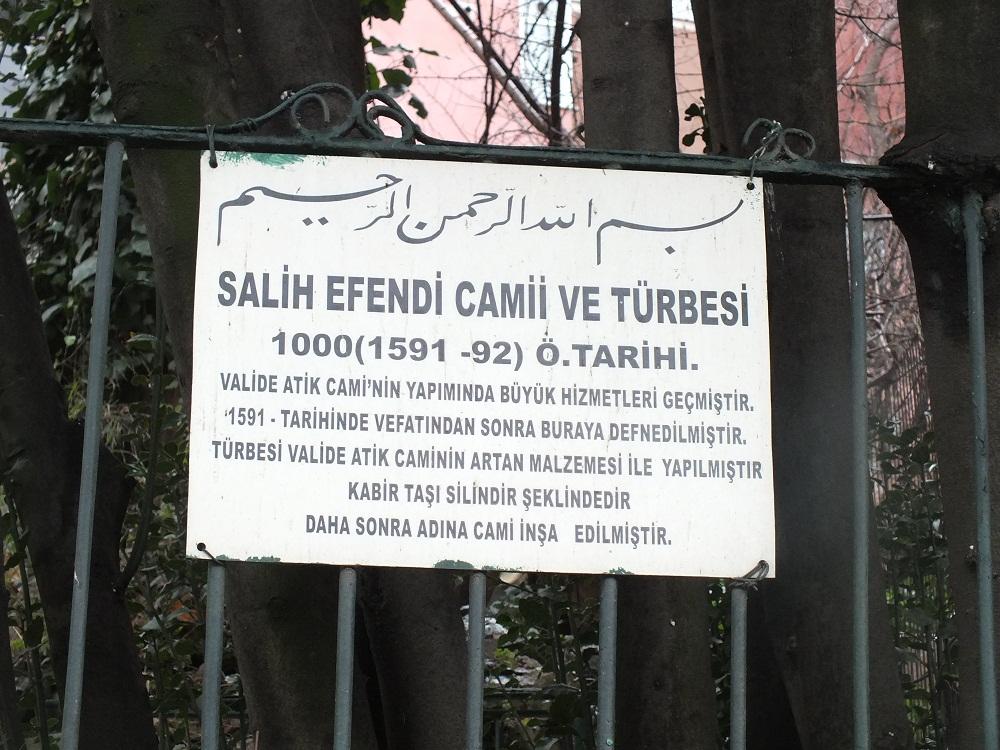 بسم الله الرحمن الرحيم
SALİH EFENDİ CAMİİ VE TÜRBESİ
1000(1591 -92) Ö.TARİHİ.
VALİDE ATİK CAMİ'NİN YAPIMINDA BÜYÜK HİZMETLERİ GEÇMİŞTİR.
'1591 - TARİHİNDE VEFATINDAN SONRA BURAYA DEFNEDİLMİŞTİR.
TÜRBESİ VALİDE ATİK CAMİNİN ARTAN MALZEMESİ İLE YAPILMIŞTIR
KABİR TAŞI SİLİNDİR ŞEKLİNDEDİR
DAHA SONRA ADINA CAMİ İNŞA EDİLMİŞTİR.